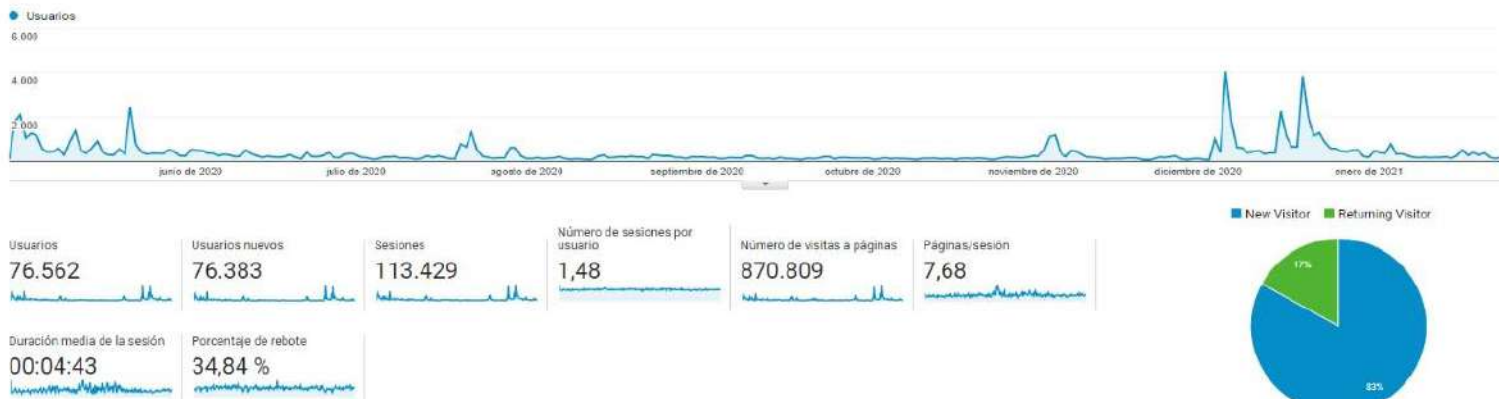 Usuarios
6.000
4.000
2.000
junio de 2020
julio de 2020
agosto de 2020
septiembre de 2020
octubre de 2020
noviembre de 2020
diciembre de 2020
enero de 2021
New Visitor
Returning Visitor
Usuarios
76.562
Usuarios nuevos
76.383
Sesiones
113.429
Número de sesiones por
usuario
1,48
Número de visitas a páginas
870.809
Páginas/sesión
7,68
17%
83%
Duración media de la sesión
00:04:43
Porcentaje de rebote
34,84 %